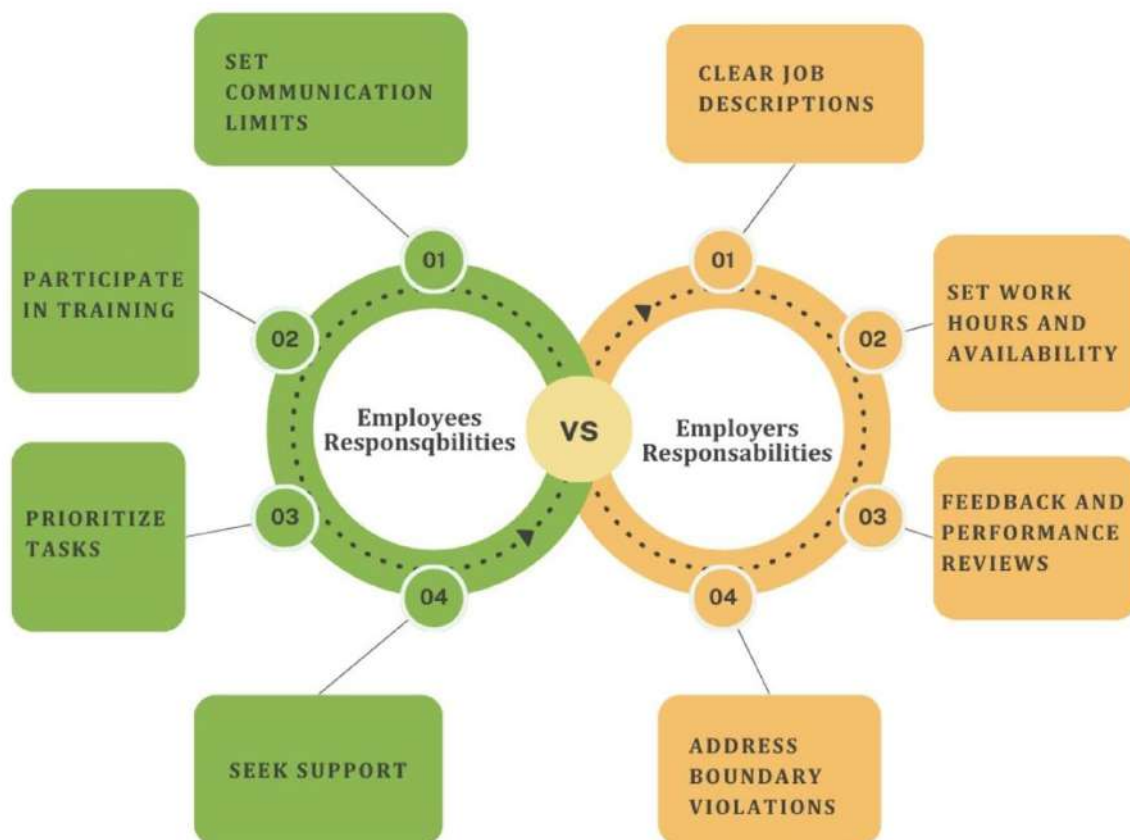 SET
COMMUNICATION
LIMITS
01
PARTICIPATE
IN TRAINING
02
PRIORITIZE
TASKS
03
SEEK SUPPORT
04
Employees
Responsqbilities
VS
Employers
Responsabilities
CLEAR JOB
DESCRIPTIONS
01
SET WORK
HOURS AND
AVAILABILITY
02
FEEDBACK AND
PERFORMANCE
REVIEWS
03
ADDRESS
BOUNDARY
VIOLATIONS
04